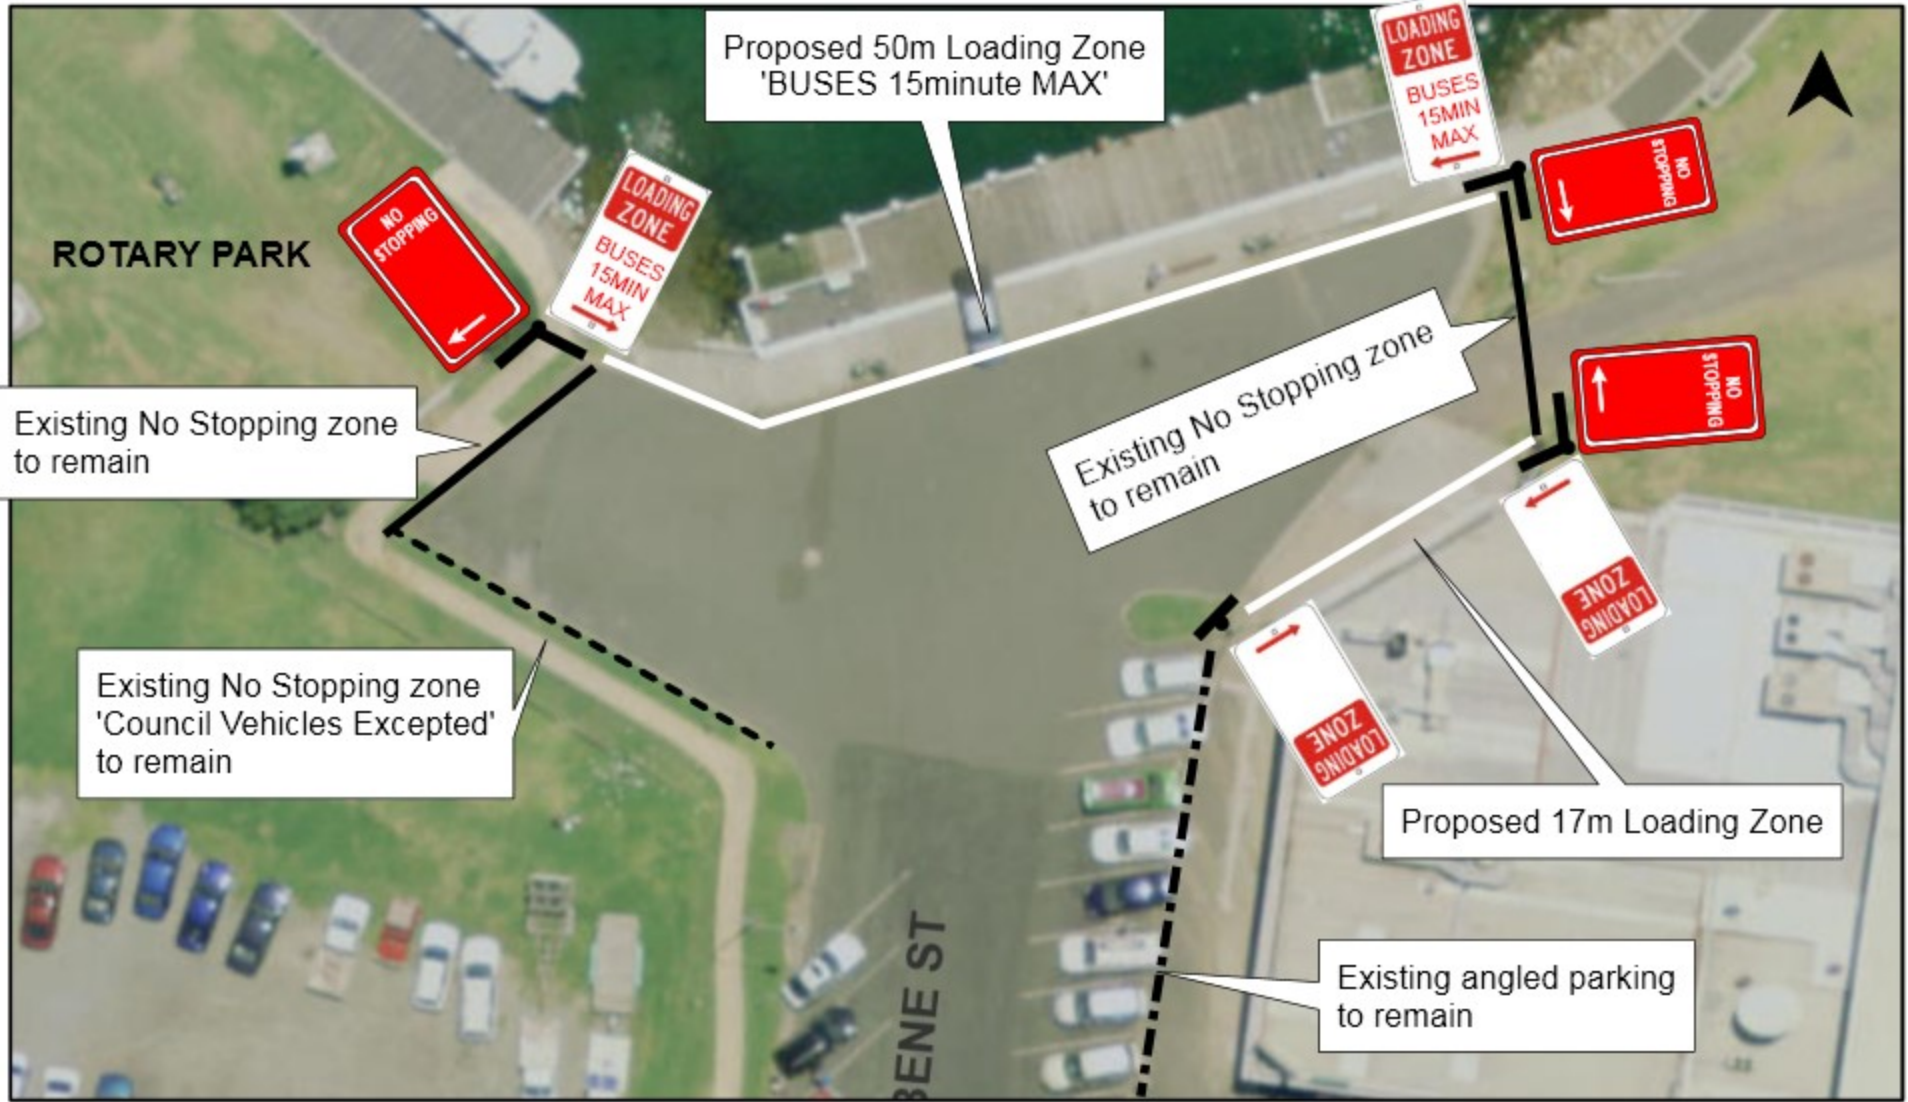 Proposed 50m Loading Zone
'BUSES 15minute MAX'
LOADING
ZONE
BUSES
15MIN
MAX
NO
STOPPING
ROTARY PARK
NO
STOPPING
LOADING
ZONE
BUSES
15MIN
MAX
Existing No Stopping zone
to remain
Existing No Stopping zone
to remain
NO
STOPPING
LOADING
ZONE
Existing No Stopping zone
'Council Vehicles Excepted'
to remain
LOADING
ZONE
Proposed 17m Loading Zone
BENE ST
Existing angled parking
to remain